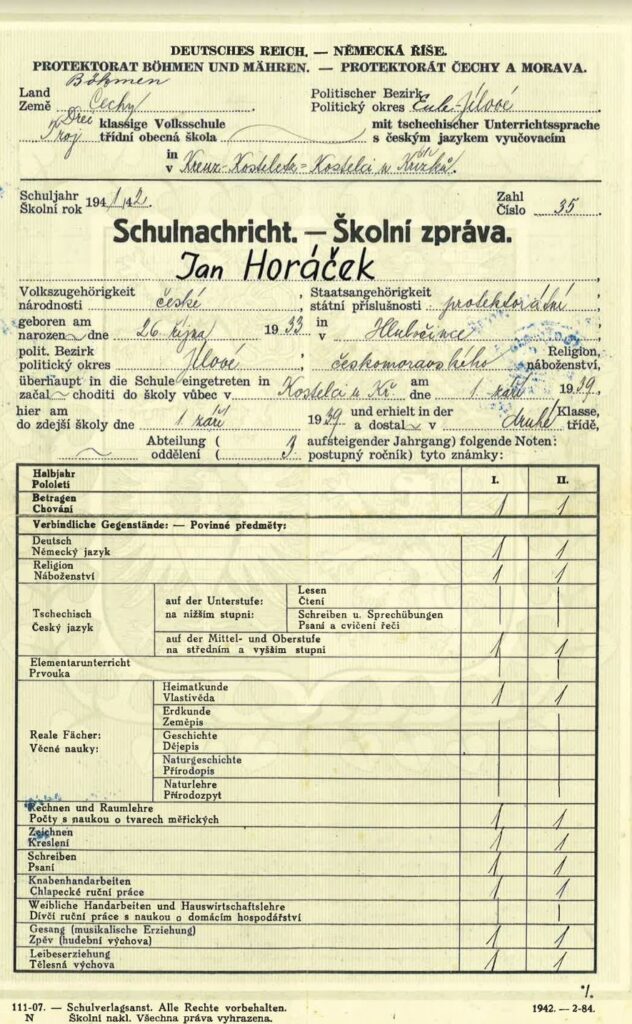 DEUTSCHES REICH. — NĚMECKÁ ŘÍŠE.
PROTEKTORAT BÖHMEN UND MÄHREN. — PROTEKTORÁT ČECHY A MORAVA.
Böhmen
Land Politischer Bezirk
Země Čechy Politický okres Eule-Jílové
Drei klassige Volksschule mit tschechischer Unterrichtssprache
Troj třídní obecná škola s českým jazykem vyučovacím
in
v Kreuz-Kosteletz = Kostelci u Křížků.
Schuljahr Zahl
Školní rok 1941/42. Číslo 35.
Schulnachricht. — Školní zpráva.
Jan Horáček
Volkszugehörigkeit Staatsangehörigkeit
národnosti české, státní příslušnosti protektorátní,
geboren am in
narozen dne 26. října 1933 v Hlubočince,
polit. Bezirk Religion,
politický okres Jílové, českomoravského náboženství,
überhaupt in die Schule eingetreten in am
začal choditi do školy vůbec v Kostelci u Kř. dne 1. září 1939,
hier am und erhielt in der Klasse,
do zdejší školy dne 1. září 1939 a dostal v druhé třídě,
Abteilung ( aufsteigender Jahrgang) folgende Noten:
oddělení ( 3 postupný ročník) tyto známky:
Halbjahr
Pololetí I. II.
Betragen
Chování 1 1
Verbindliche Gegenstände: — Povinné předměty:
Deutsch
Německý jazyk 1 1
Religion
Náboženství 1 1
Tschechisch
Český jazyk
auf der Unterstufe:
na nižším stupni:
Lesen
Čtení
Schreiben u. Sprechübungen
Psaní a cvičení řeči
auf der Mittel- und Oberstufe
na středním a vyšším stupni 1 1
Elementarunterricht
Prvouka
Reale Fächer:
Věcné nauky:
Heimatkunde
Vlastivěda 1 1
Erdkunde
Zeměpis
Geschichte
Dějepis
Naturgeschichte
Přírodopis
Naturlehre
Přírodozpyt
Rechnen und Raumlehre
Počty s naukou o tvarech měřických 1 1
Zeichnen
Kreslení 1 1
Schreiben
Psaní 1 1
Knabenhandarbeiten
Chlapecké ruční práce 1 1
Weibliche Handarbeiten und Hauswirtschaftslehre
Dívčí ruční práce s naukou o domácím hospodářství
Gesang (musikalische Erziehung)
Zpěv (hudební výchova) 1 1
Leibeserziehung
Tělesná výchova 1 1
·/.
111-07. — Schulverlagsanst. Alle Rechte vorbehalten. 1942. — 2-84.
N Školní nakl. Všechna práva vyhrazena.